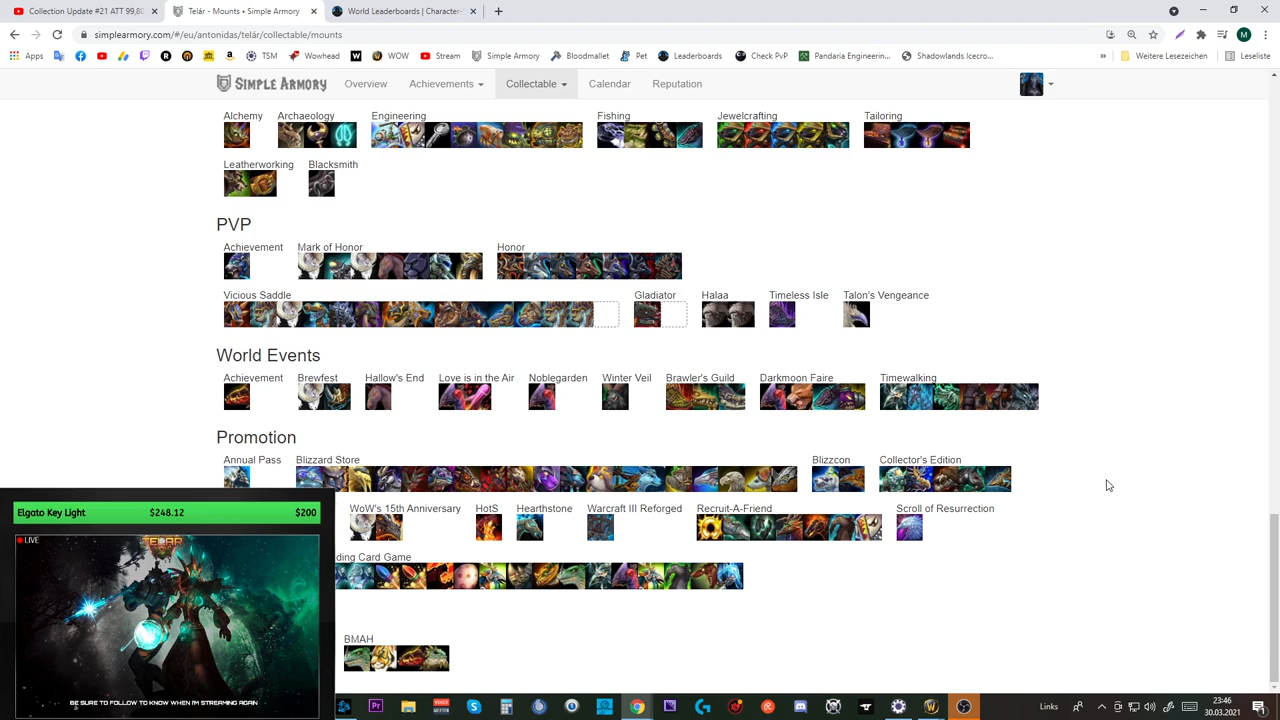 Collection Update #21 ATT 99,80
Telár - Mounts • Simple Armory
World Leaderboards | Character-
simplearmory.com/#/eu/antonidas/telár/collectable/mounts
Apps
TSM
Wowhead
WOW
Stream
Simple Armory
Bloodmallet
Pet
Leaderboards
Check PvP
Pandaria Engineerin...
Shadowlands Icecro...
»
Weitere Lesezeichen
Leseliste
SIMPLE ARMORY
Overview
Achievements
Collectable
Calendar
Reputation
Alchemy Archaeology Engineering Fishing Jewelcrafting Tailoring
Leatherworking Blacksmith
PVP
Achievement Mark of Honor Honor
Vicious Saddle Gladiator Halaa Timeless Isle Talon's Vengeance
World Events
Achievement Brewfest Hallow's End Love is in the Air Noblegarden Winter Veil Brawler's Guild Darkmoon Faire Timewalking
Promotion
Annual Pass Blizzard Store Blizzcon Collector's Edition
WoW's 15th Anniversary HotS Hearthstone Warcraft III Reforged Recruit-A-Friend Scroll of Resurrection
ding Card Game
BMAH
Elgato Key Light $248.12 $200
LIVE
TELAR
BE SURE TO FOLLOW TO KNOW WHEN I'M STREAMING AGAIN
Links
23:46
30.03.2021